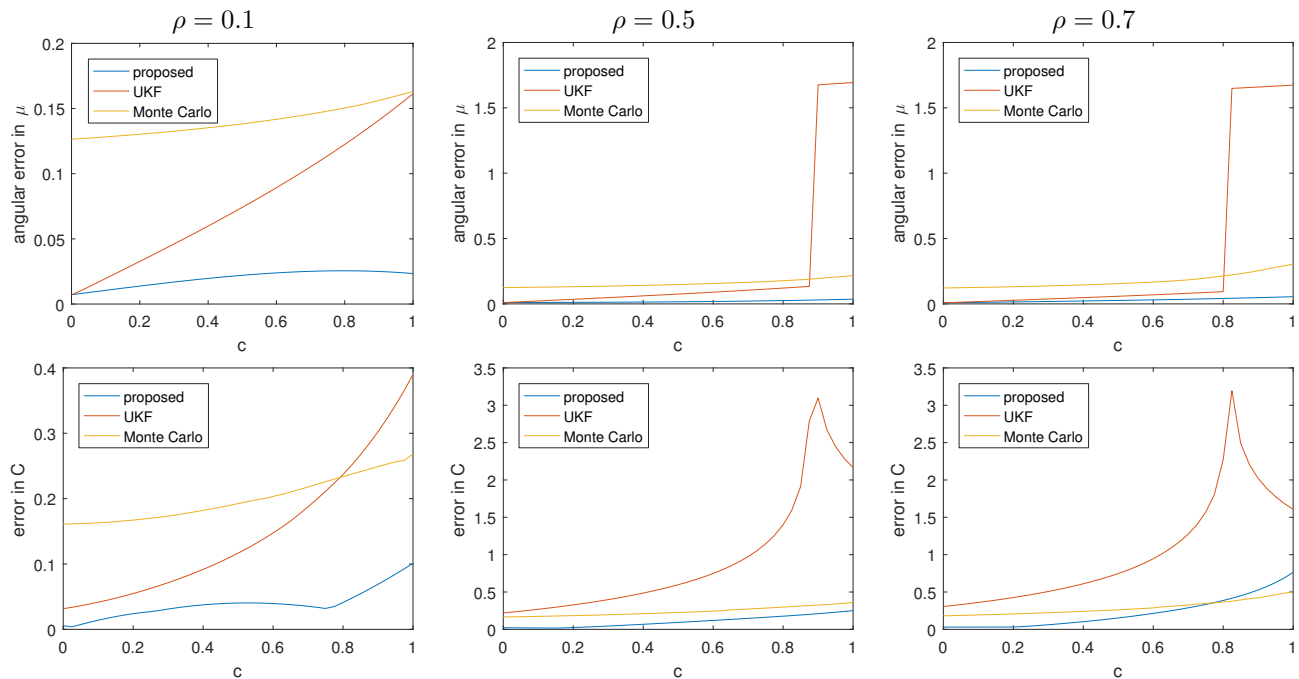 ρ = 0.1
ρ = 0.5
ρ = 0.7
angular error in μ
0.2
0.15
0.1
0.05
0
proposed
UKF
Monte Carlo
0 0.2 0.4 0.6 0.8 1
c
angular error in μ
2
1.5
1
0.5
0
proposed
UKF
Monte Carlo
0 0.2 0.4 0.6 0.8 1
c
angular error in μ
2
1.5
1
0.5
0
proposed
UKF
Monte Carlo
0 0.2 0.4 0.6 0.8 1
c
error in C
0.4
0.3
0.2
0.1
0
proposed
UKF
Monte Carlo
0 0.2 0.4 0.6 0.8 1
c
error in C
3.5
3
2.5
2
1.5
1
0.5
0
proposed
UKF
Monte Carlo
0 0.2 0.4 0.6 0.8 1
c
error in C
3.5
3
2.5
2
1.5
1
0.5
0
proposed
UKF
Monte Carlo
0 0.2 0.4 0.6 0.8 1
c